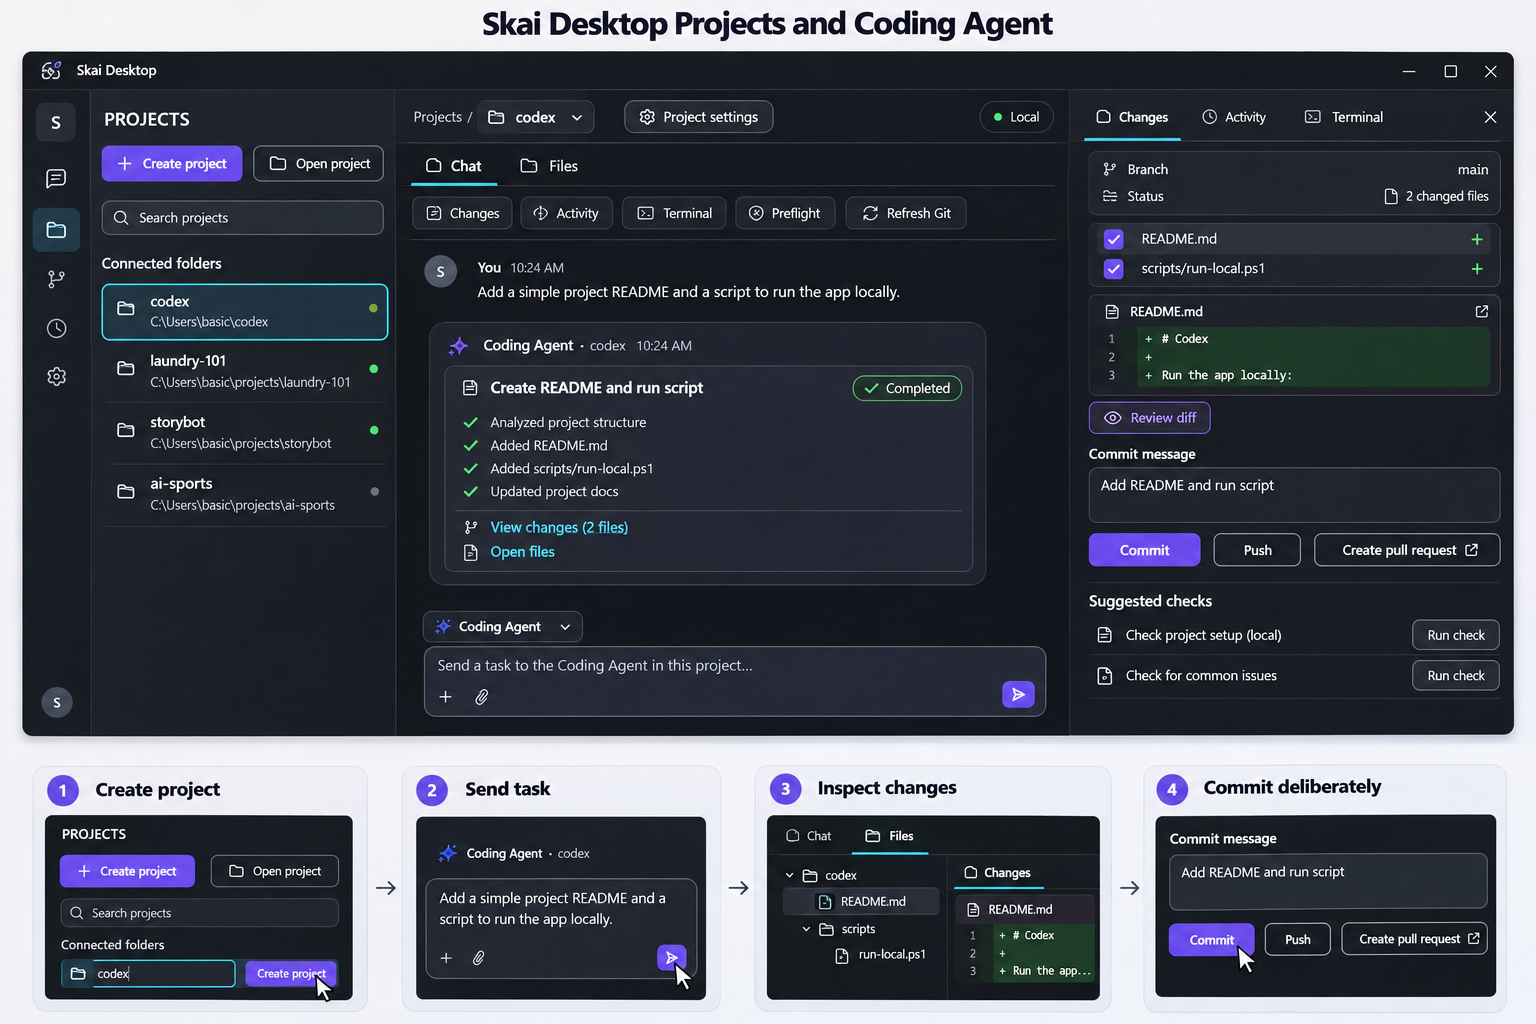 Skai Desktop Projects and Coding Agent
Skai Desktop
S
PROJECTS
Create project
Open project
Search projects
Connected folders
codex
C:\Users\basic\codex
laundry-101
C:\Users\basic\projects\laundry-101
storybot
C:\Users\basic\projects\storybot
ai-sports
C:\Users\basic\projects\ai-sports
S
Projects / codex
Project settings
Local
Chat
Files
Changes
Activity
Terminal
Preflight
Refresh Git
S
You 10:24 AM
Add a simple project README and a script to run the app locally.
Coding Agent · codex 10:24 AM
Create README and run script
Completed
Analyzed project structure
Added README.md
Added scripts/run-local.ps1
Updated project docs
View changes (2 files)
Open files
Coding Agent
Send a task to the Coding Agent in this project...
Changes
Activity
Terminal
Branch main
Status 2 changed files
README.md +
scripts/run-local.ps1 +
README.md
1 + # Codex
2 +
3 + Run the app locally:
Review diff
Commit message
Add README and run script
Commit
Push
Create pull request
Suggested checks
Check project setup (local) Run check
Check for common issues Run check
1 Create project
PROJECTS
Create project
Open project
Search projects
Connected folders
codex
Create project
2 Send task
Coding Agent · codex
Add a simple project README and a
script to run the app locally.
3 Inspect changes
Chat
Files
codex
README.md
scripts
run-local.ps1
Changes
README.md
1 + # Codex
2 +
3 + Run the app...
4 Commit deliberately
Commit message
Add README and run script
Commit
Push
Create pull request